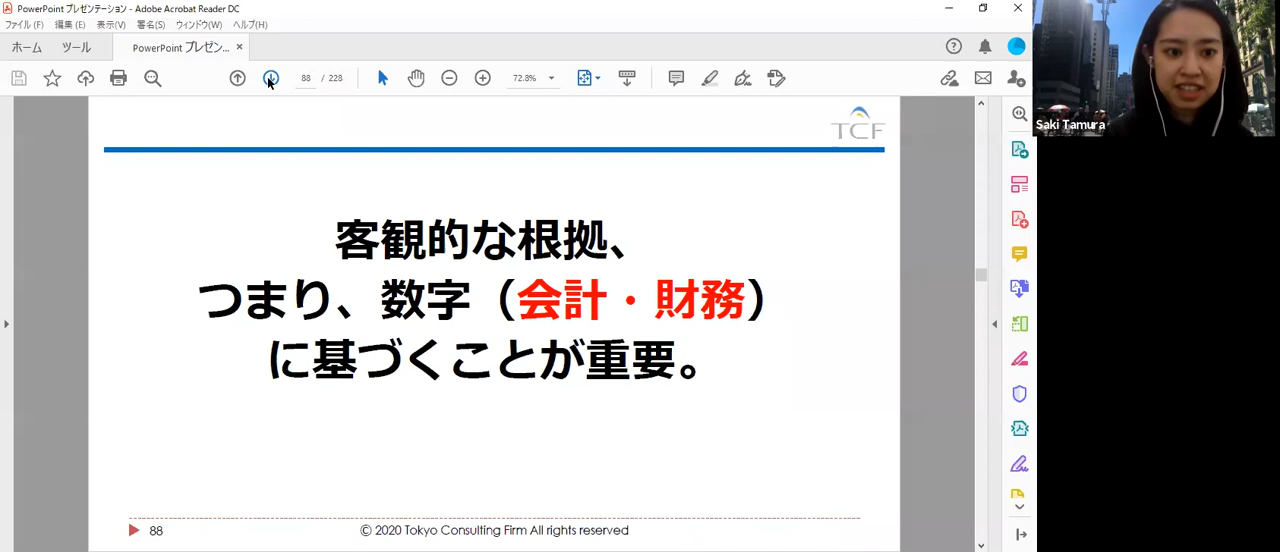 PowerPoint プレゼンテーション - Adobe Acrobat Reader DC
ファイル(F) 編集(E) 表示(V) 署名(S) ウィンドウ(W) ヘルプ(H)
ホーム ツール PowerPoint プレゼン... ×
88 / 228 72.8%
Saki Tamura
TCF
客観的な根拠、
つまり、数字（会計・財務）
に基づくことが重要。
88 © 2020 Tokyo Consulting Firm All rights reserved